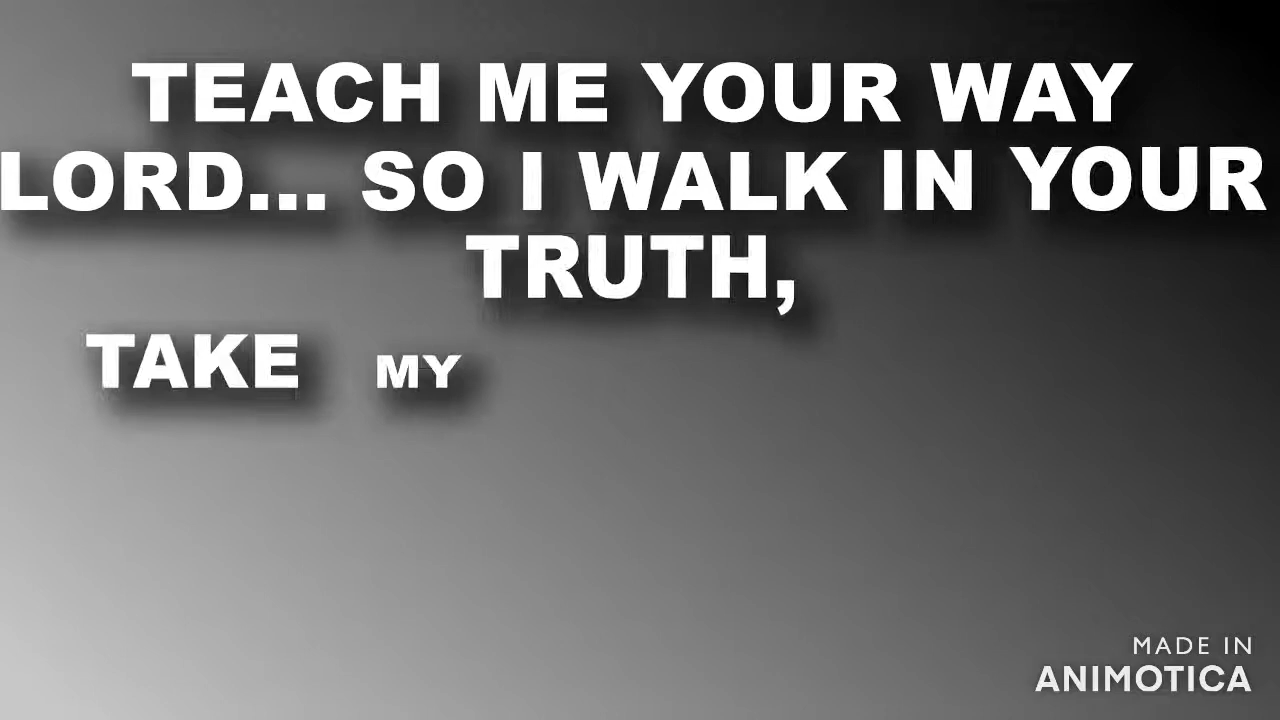 TEACH ME YOUR WAY
LORD... SO I WALK IN YOUR
TRUTH,
TAKE MY
MADE IN
ANIMOTICA